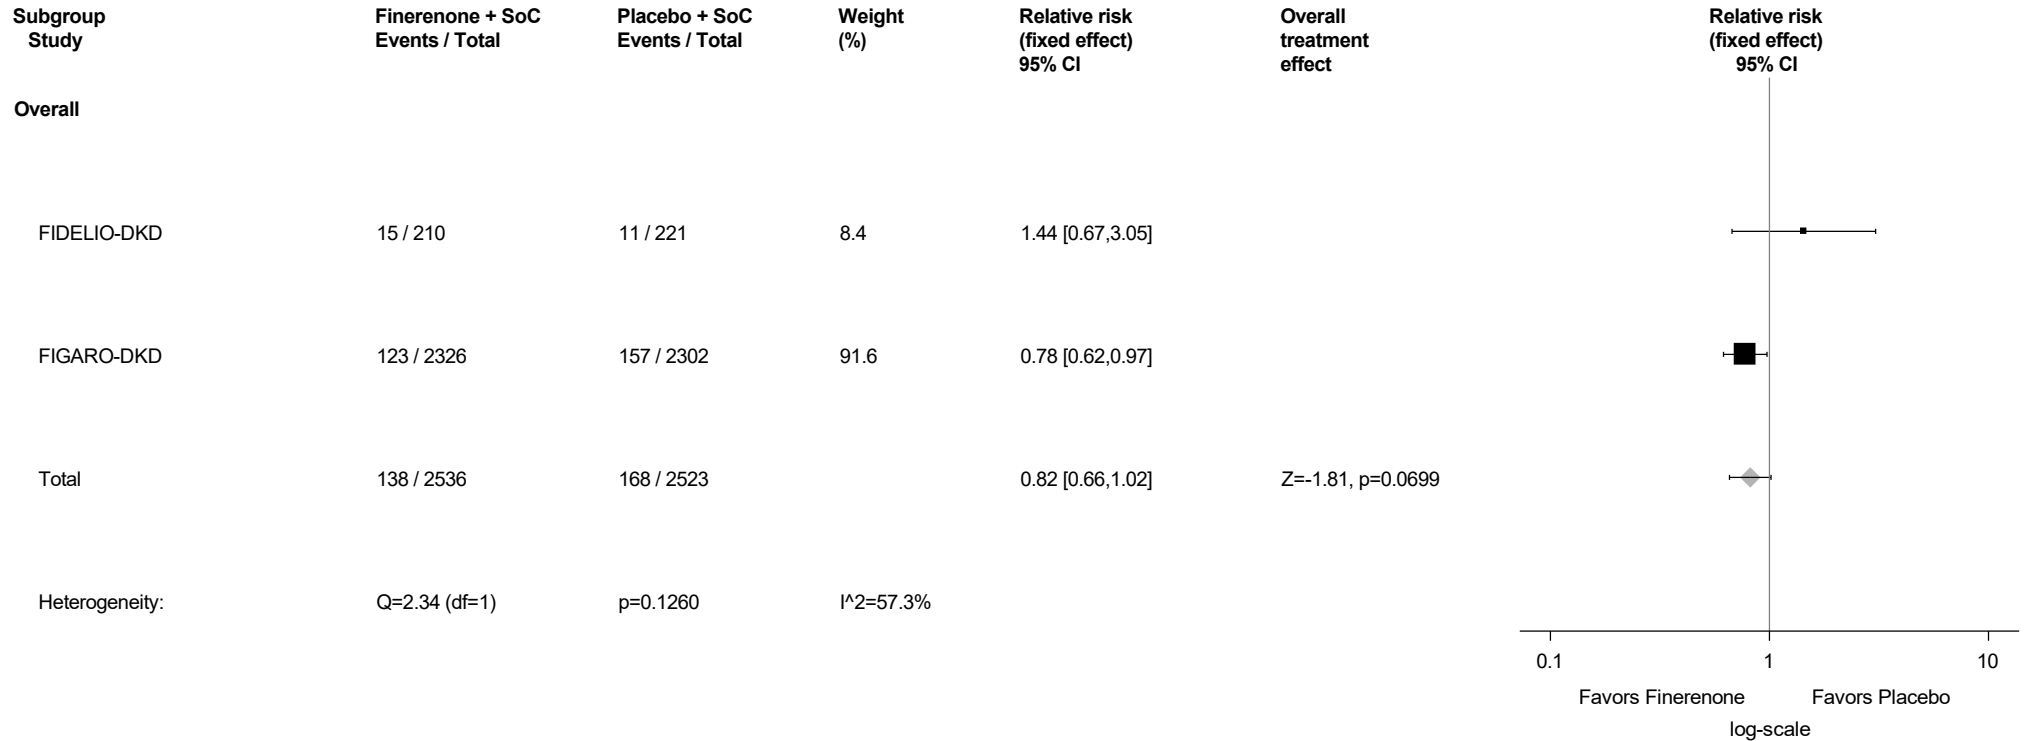 Subgroup Finerenone + SoC Placebo + SoC Weight Relative risk Overall Relative risk
Study Events / Total Events / Total (%) (fixed effect) treatment (fixed effect)
95% CI effect 95% CI
Overall
FIDELIO-DKD 15 / 210 11 / 221 8.4 1.44 [0.67,3.05]
FIGARO-DKD 123 / 2326 157 / 2302 91.6 0.78 [0.62,0.97]
Total 138 / 2536 168 / 2523 0.82 [0.66,1.02] Z=-1.81, p=0.0699
Heterogeneity: Q=2.34 (df=1) p=0.1260 I^2=57.3%
0.1 1 10
Favors Finerenone Favors Placebo
log-scale